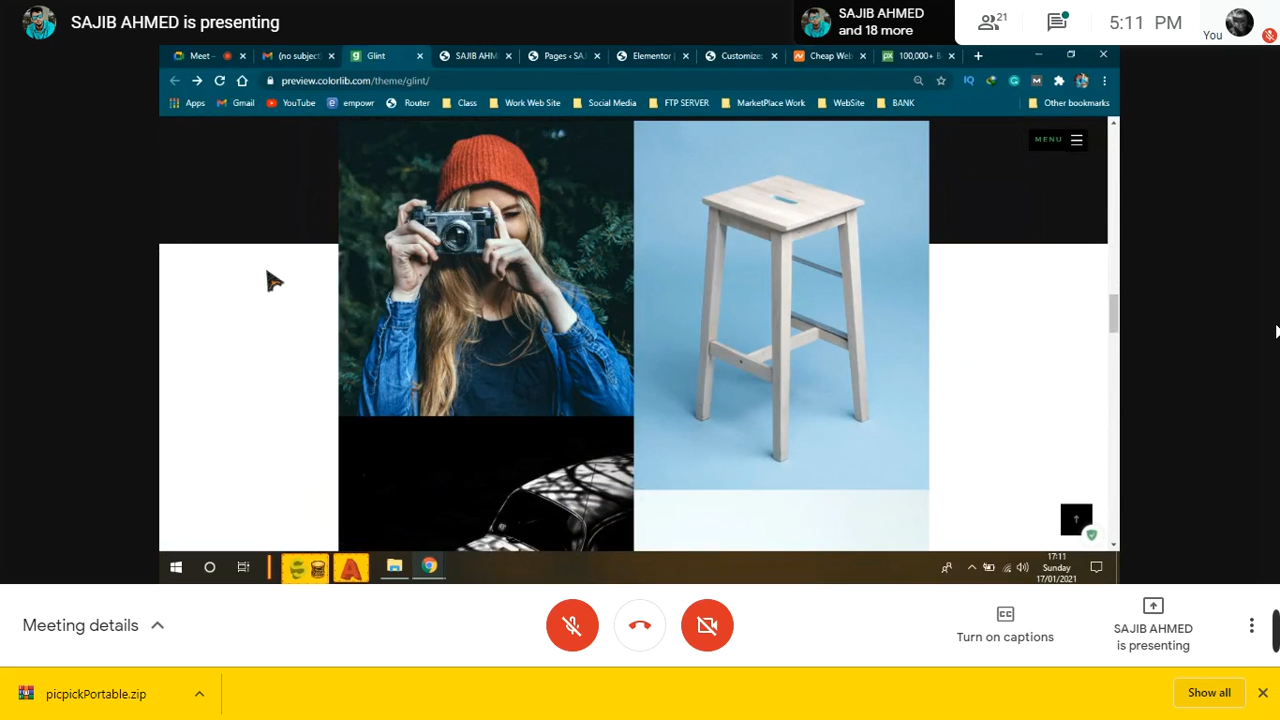 SAJIB AHMED is presenting
SAJIB AHMED
and 18 more
21
5:11 PM
You
Meet –
(no subject
Glint
SAJIB AHM
Pages ‹ SA
Elementor
Customize:
Cheap Web
100,000+ B
preview.colorlib.com/theme/glint/
Apps
Gmail
YouTube
empowr
Router
Class
Work Web Site
Social Media
FTP SERVER
MarketPlace Work
WebSite
BANK
Other bookmarks
MENU
17:11
Sunday
17/01/2021
Meeting details
Turn on captions
SAJIB AHMED
is presenting
picpickPortable.zip
Show all